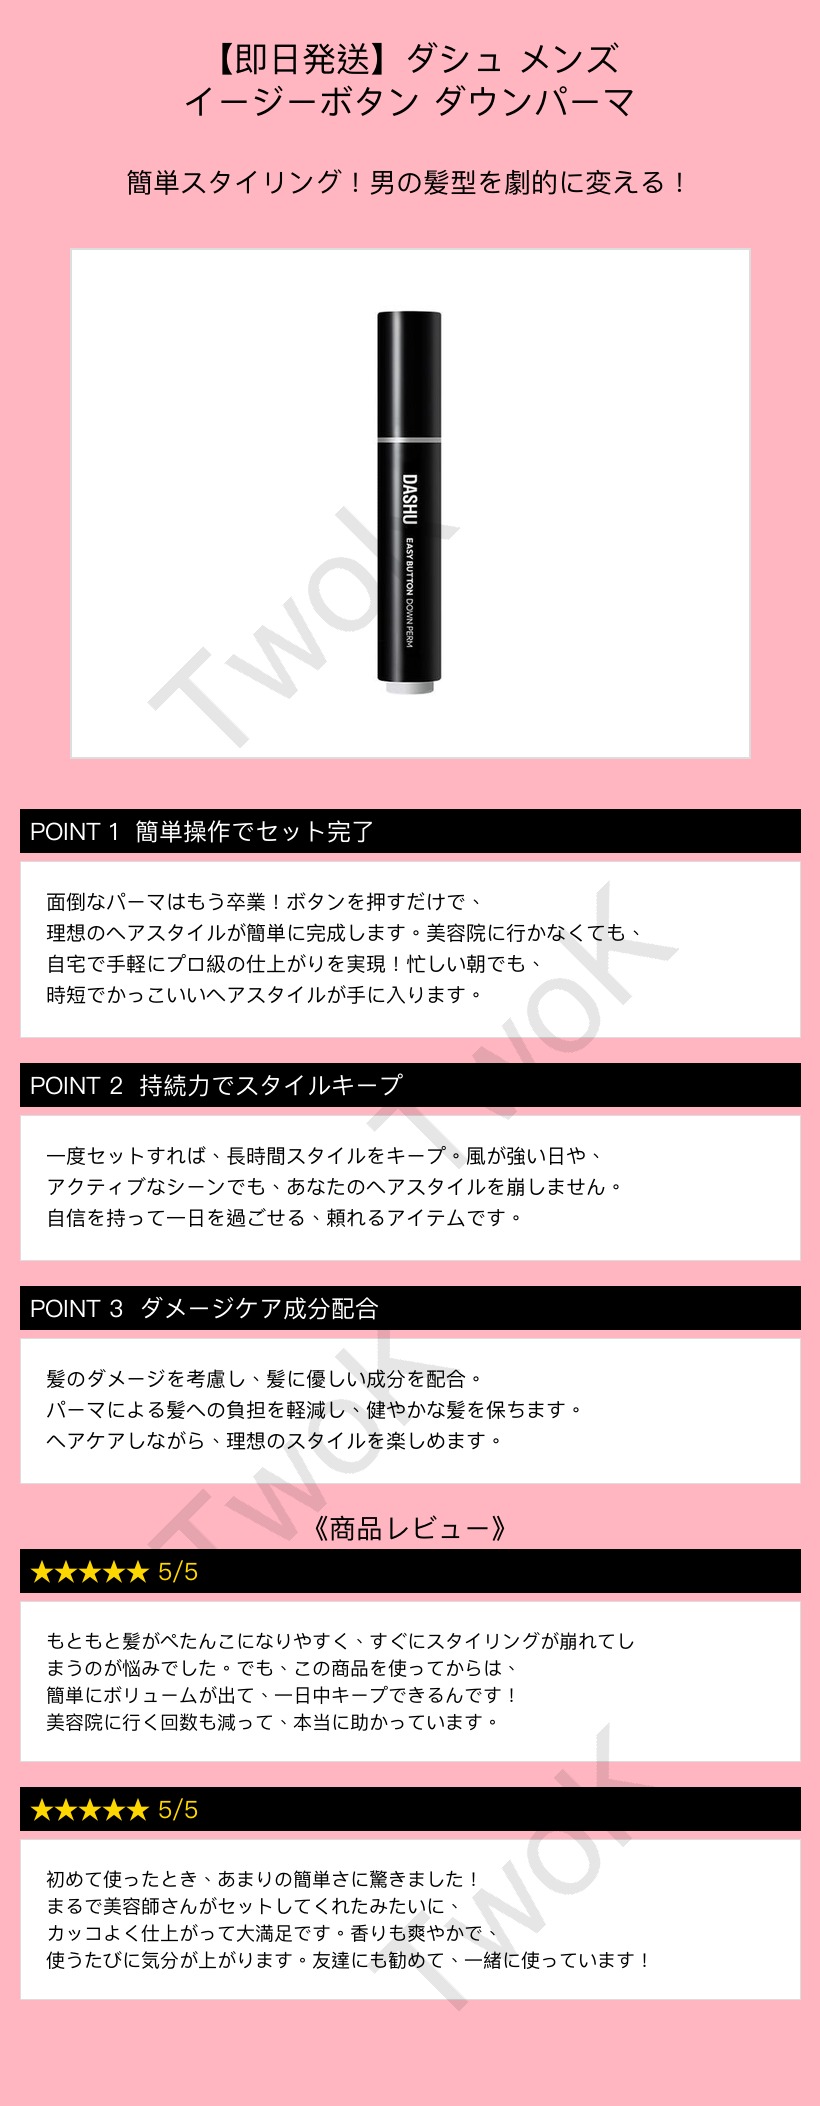 【即日発送】ダシュ メンズ
イージーボタン ダウンパーマ
簡単スタイリング！男の髪型を劇的に変える！
DASHU EASY BUTTON DOWN PERM
TwoK
POINT 1 簡単操作でセット完了
面倒なパーマはもう卒業！ボタンを押すだけで、
理想のヘアスタイルが簡単に完成します。美容院に行かなくても、
自宅で手軽にプロ級の仕上がりを実現！忙しい朝でも、
時短でかっこいいヘアスタイルが手に入ります。
TwoK
POINT 2 持続力でスタイルキープ
一度セットすれば、長時間スタイルをキープ。風が強い日や、
アクティブなシーンでも、あなたのヘアスタイルを崩しません。
自信を持って一日を過ごせる、頼れるアイテムです。
POINT 3 ダメージケア成分配合
髪のダメージを考慮し、髪に優しい成分を配合。
パーマによる髪への負担を軽減し、健やかな髪を保ちます。
ヘアケアしながら、理想のスタイルを楽しめます。
TwoK
《商品レビュー》
★★★★★ 5/5
もともと髪がぺたんこになりやすく、すぐにスタイリングが崩れてし
まうのが悩みでした。でも、この商品を使ってからは、
簡単にボリュームが出て、一日中キープできるんです！
美容院に行く回数も減って、本当に助かっています。
★★★★★ 5/5
初めて使ったとき、あまりの簡単さに驚きました！
まるで美容師さんがセットしてくれたみたいに、
カッコよく仕上がって大満足です。香りも爽やかで、
使うたびに気分が上がります。友達にも勧めて、一緒に使っています！
TwoK